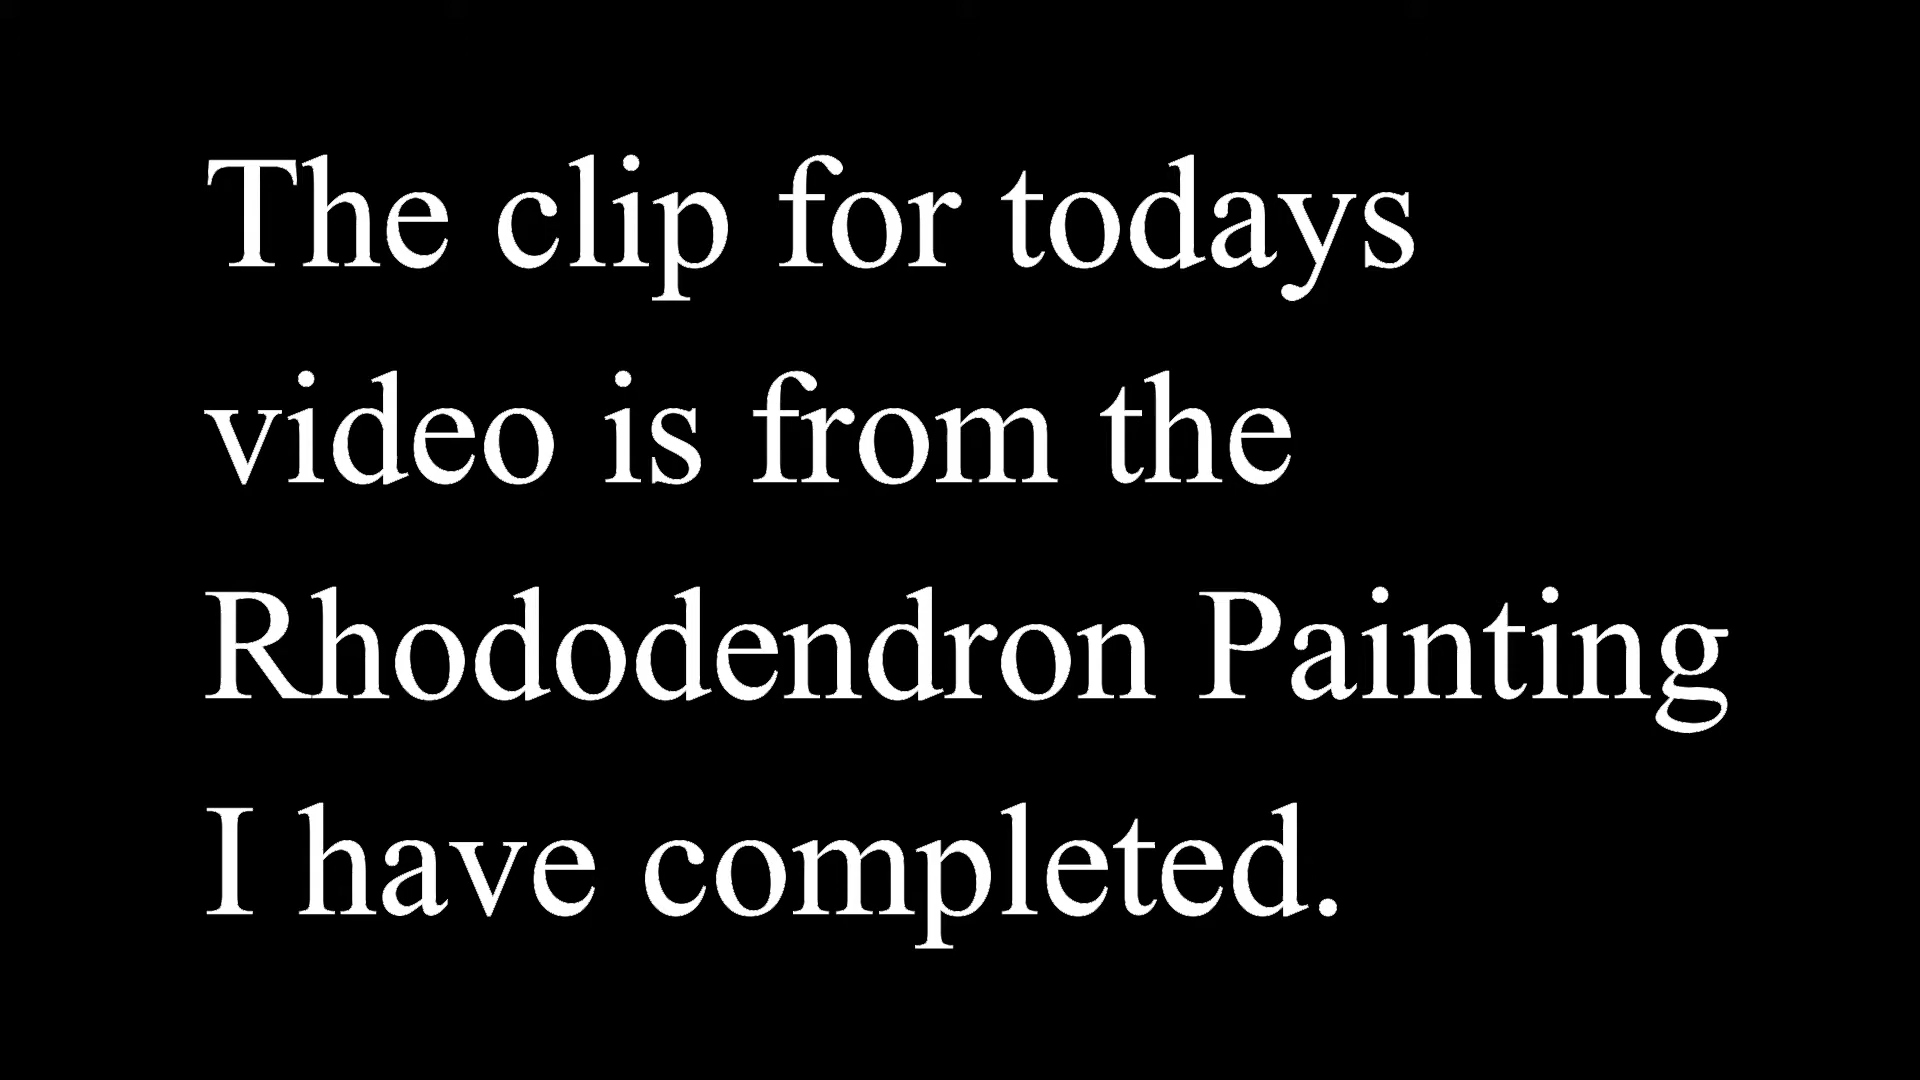 The clip for todays
video is from the
Rhododendron Painting
I have completed.